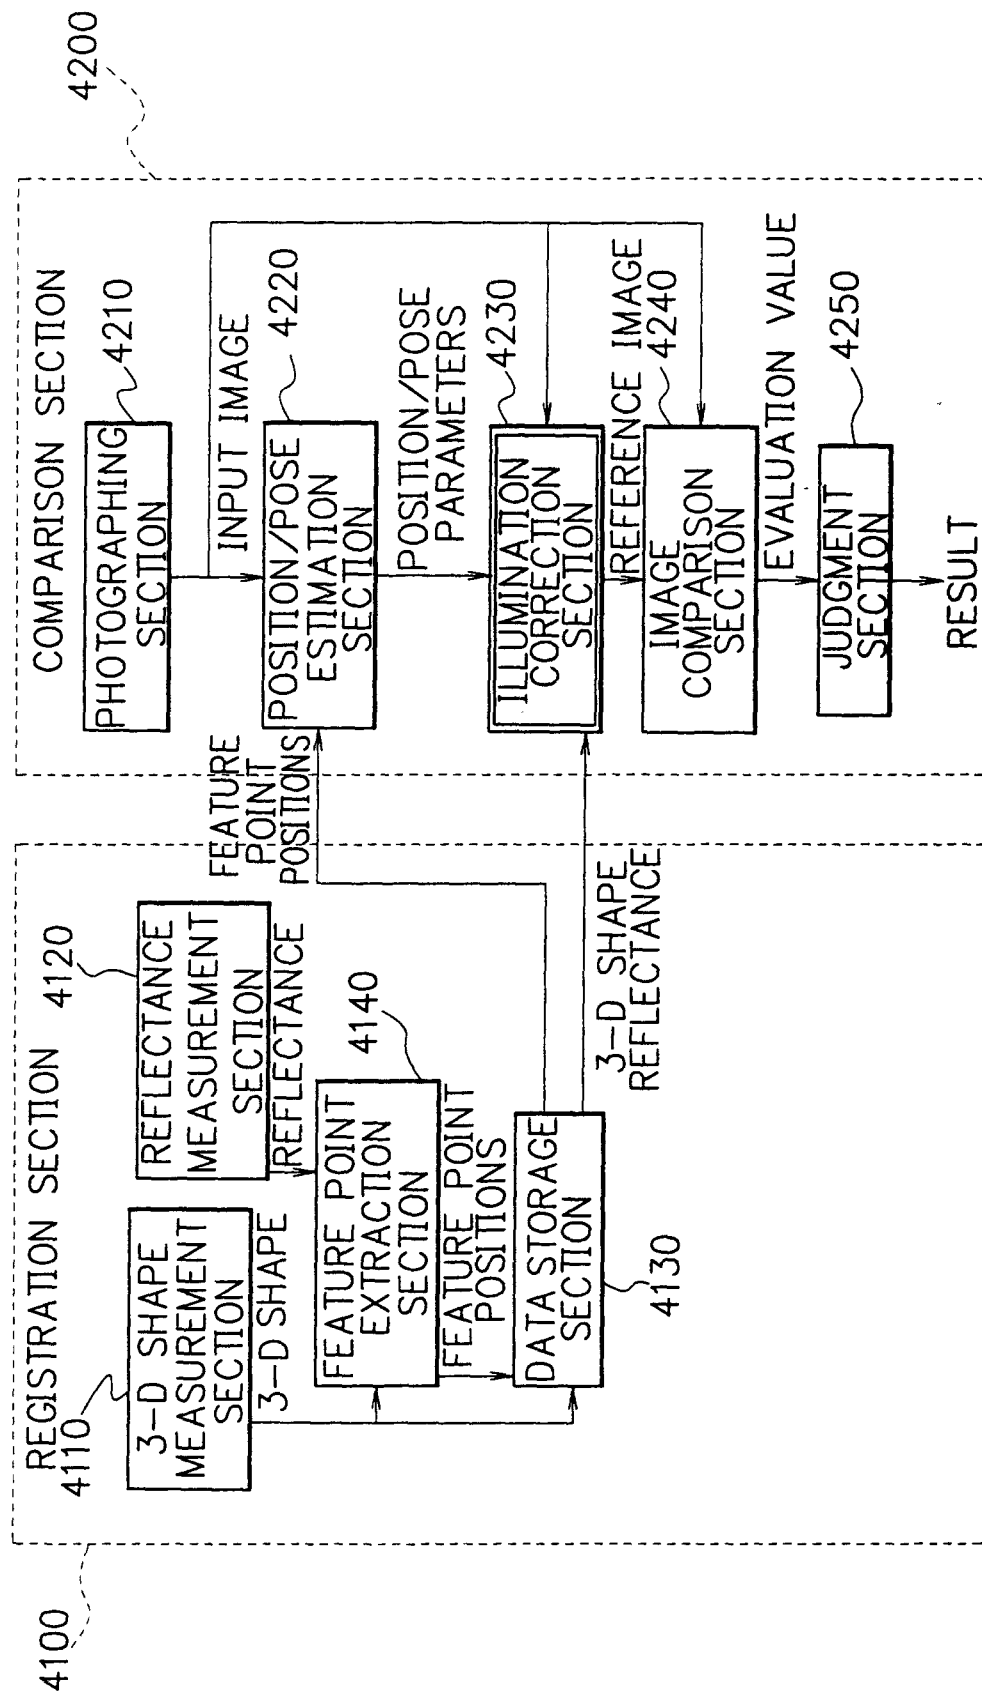 4100
REGISTRATION SECTION
4110
3-D SHAPE
MEASUREMENT
SECTION
3-D SHAPE
4120
REFLECTANCE
MEASUREMENT
SECTION
REFLECTANCE
4140
FEATURE POINT
EXTRACTION
SECTION
FEATURE POINT
POSITIONS
DATA STORAGE
SECTION
4130
FEATURE
POINT
POSITIONS
3-D SHAPE
REFLECTANCE
4200
COMPARISON SECTION
4210
PHOTOGRAPHING
SECTION
INPUT IMAGE
4220
POSITION/POSE
ESTIMATION
SECTION
POSITION/POSE
PARAMETERS
4230
ILLUMINATION
CORRECTION
SECTION
REFERENCE IMAGE
4240
IMAGE
COMPARISON
SECTION
EVALUATION VALUE
4250
JUDGMENT
SECTION
RESULT